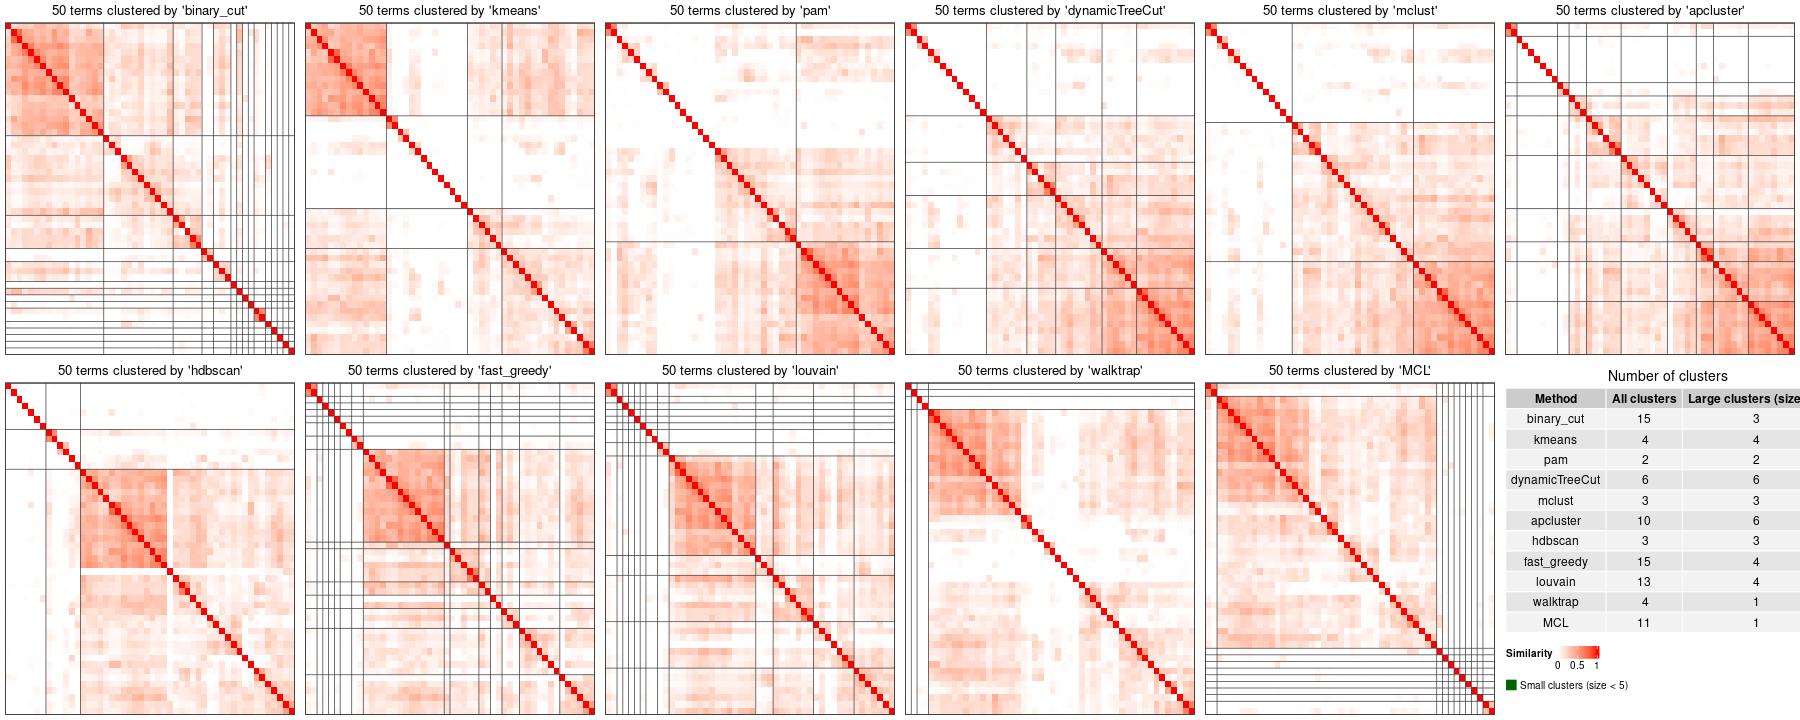 50 terms clustered by 'binary_cut'
50 terms clustered by 'kmeans'
50 terms clustered by 'pam'
50 terms clustered by 'dynamicTreeCut'
50 terms clustered by 'mclust'
50 terms clustered by 'apcluster'
50 terms clustered by 'hdbscan'
50 terms clustered by 'fast_greedy'
50 terms clustered by 'louvain'
50 terms clustered by 'walktrap'
50 terms clustered by 'MCL'
Number of clusters
Method All clusters Large clusters (size
binary_cut 15 3
kmeans 4 4
pam 2 2
dynamicTreeCut 6 6
mclust 3 3
apcluster 10 6
hdbscan 3 3
fast_greedy 15 4
louvain 13 4
walktrap 4 1
MCL 11 1
Similarity
0 0.5 1
Small clusters (size < 5)